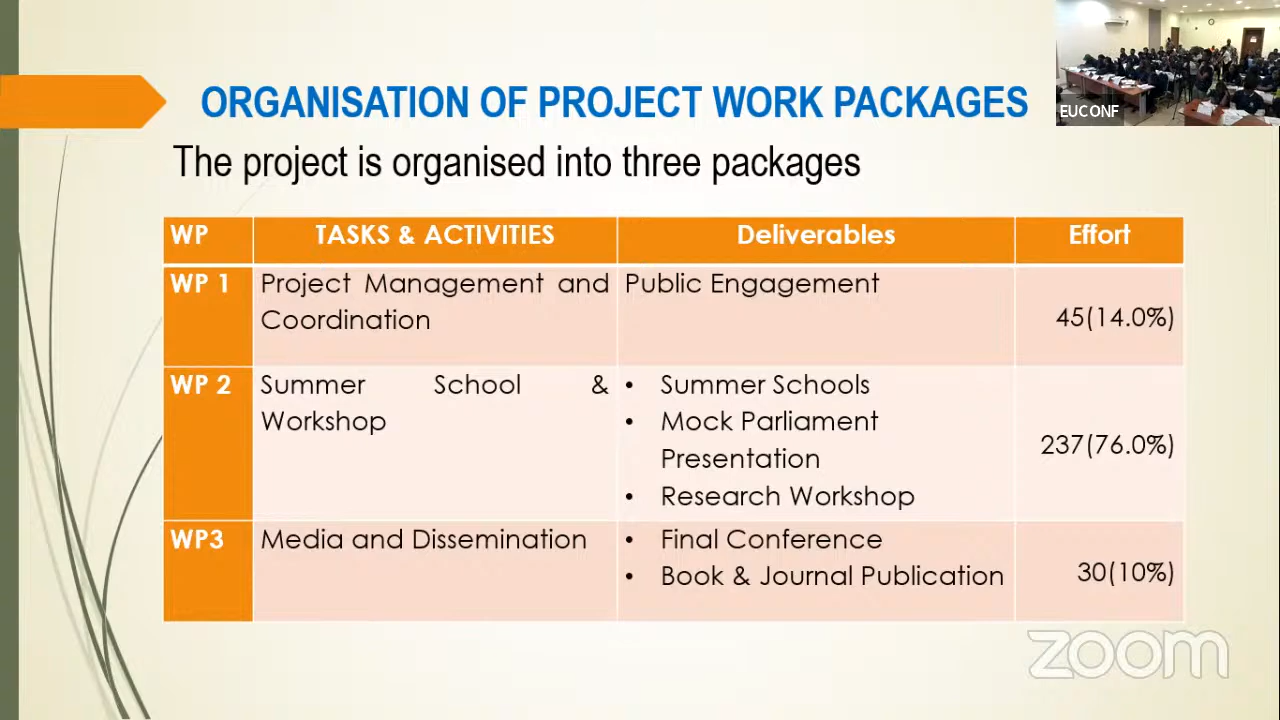 ORGANISATION OF PROJECT WORK PACKAGES
EUCONF
The project is organised into three packages
WP
TASKS & ACTIVITIES
Deliverables
Effort
WP 1
Project Management and
Coordination
Public Engagement
45(14.0%)
WP 2
Summer School &
Workshop
• Summer Schools
• Mock Parliament
Presentation
• Research Workshop
237(76.0%)
WP3
Media and Dissemination
• Final Conference
• Book & Journal Publication
30(10%)
zoom